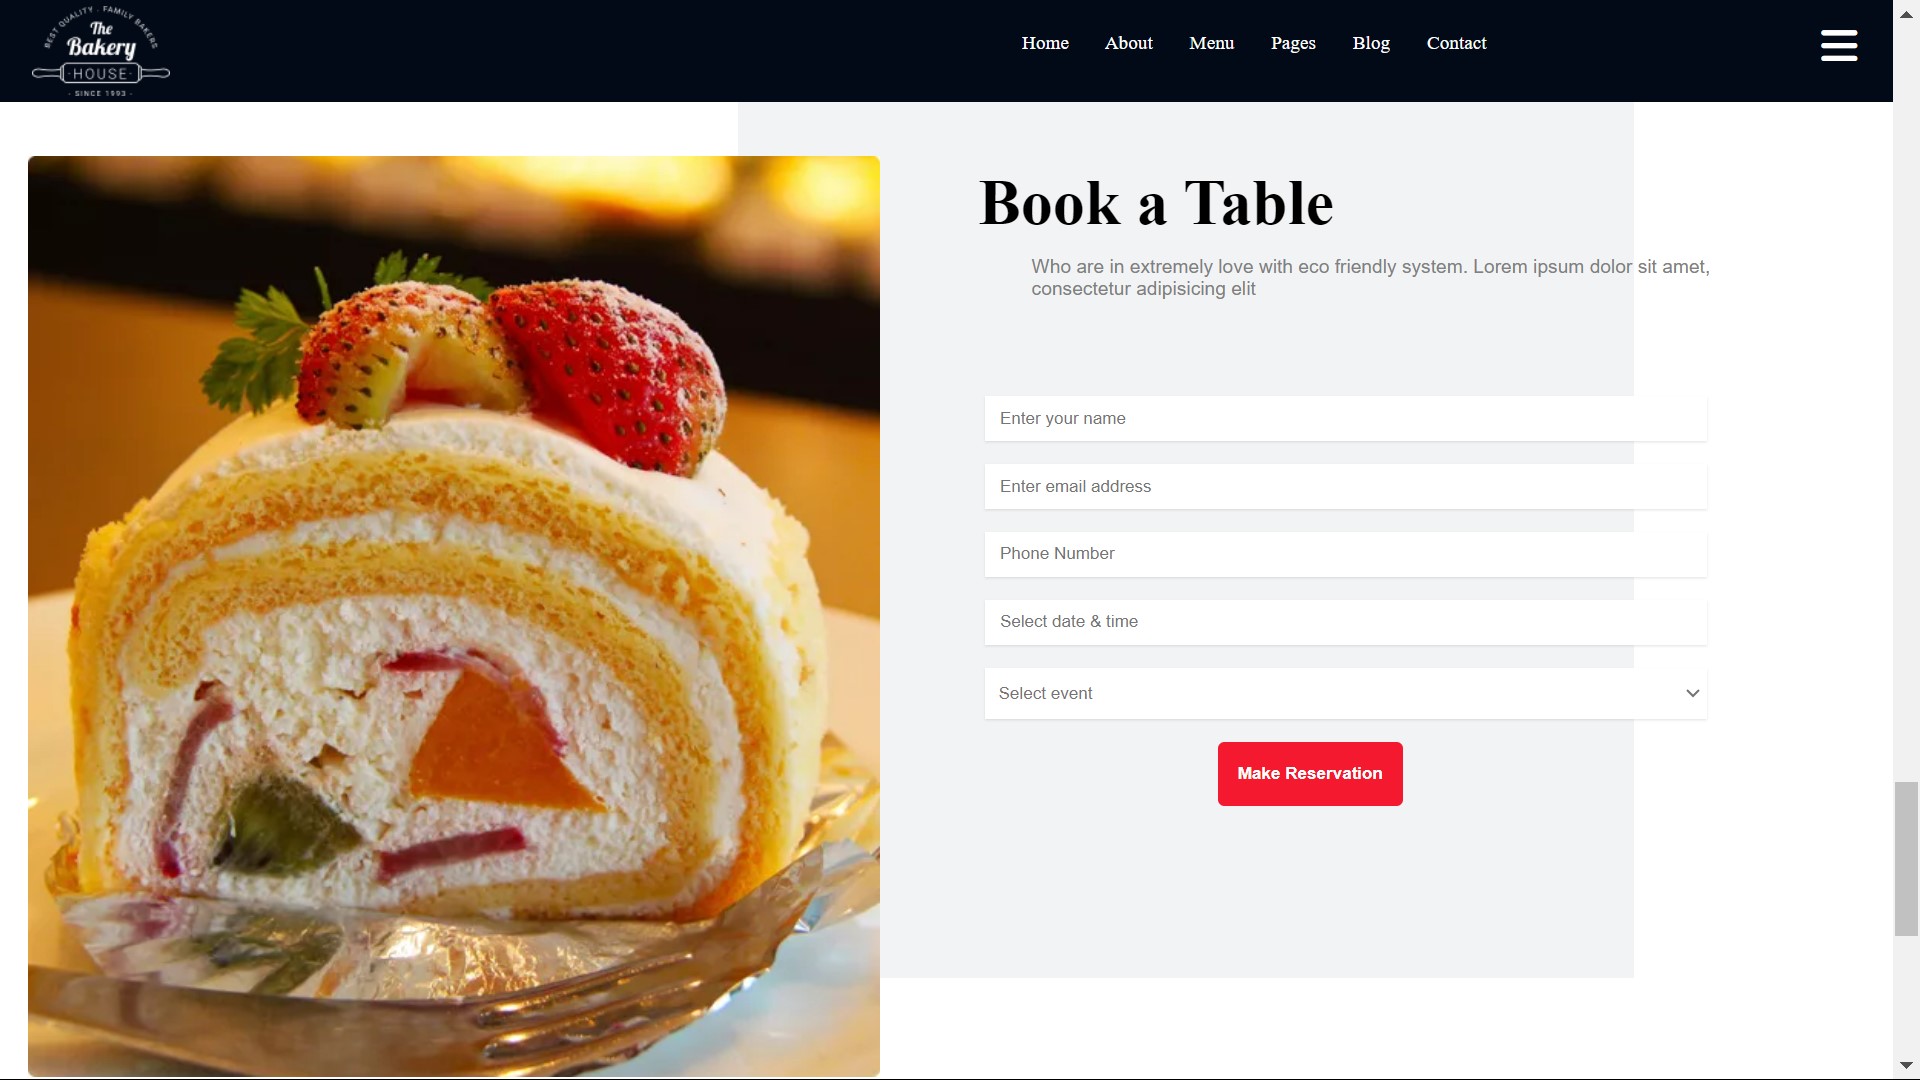 BEST QUALITY . FAMILY BAKERS
The
Bakery
HOUSE
- SINCE 1993 -
Home About Menu Pages Blog Contact
Book a Table
Who are in extremely love with eco friendly system. Lorem ipsum dolor sit amet,
consectetur adipisicing elit
Enter your name
Enter email address
Phone Number
Select date & time
Select event
Make Reservation